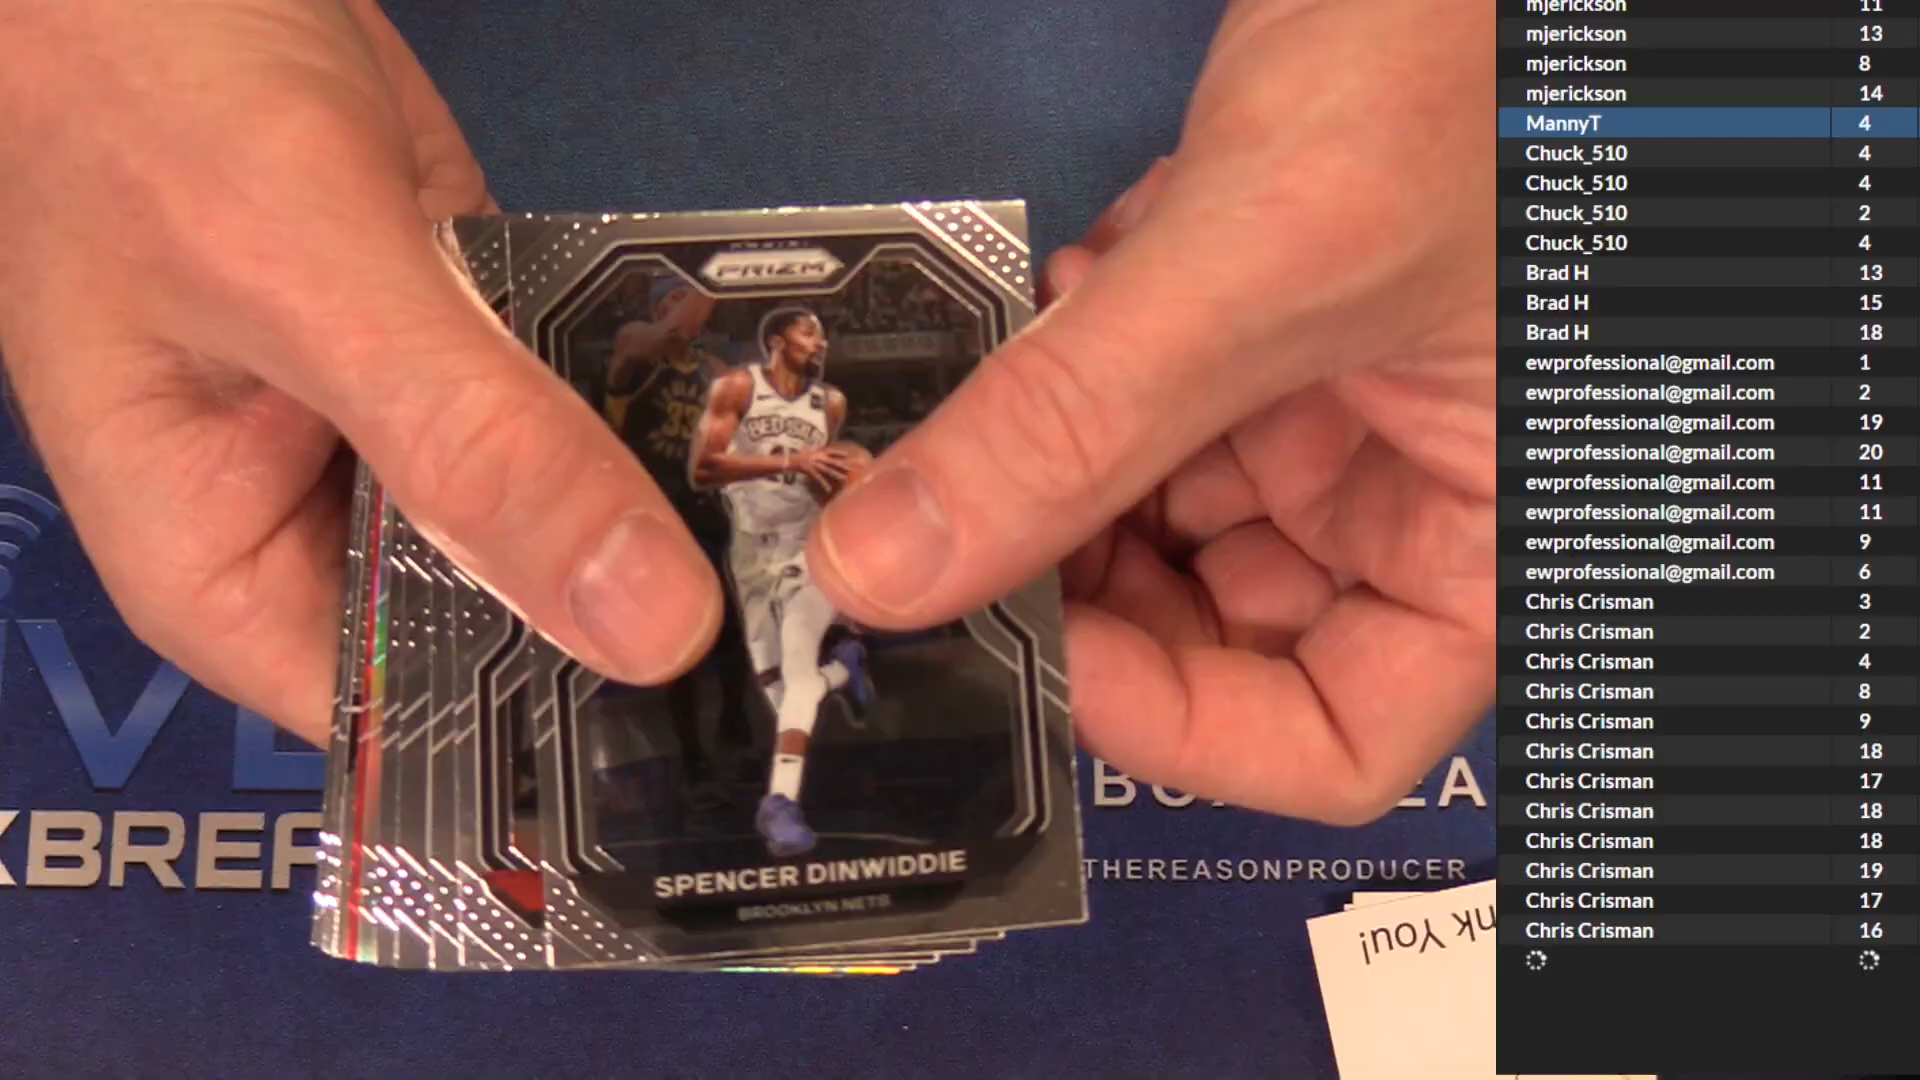 mjerickson 11
mjerickson 13
mjerickson 8
mjerickson 14
MannyT 4
Chuck_510 4
Chuck_510 4
Chuck_510 2
Chuck_510 4
Brad H 13
Brad H 15
Brad H 18
ewprofessional@gmail.com 1
ewprofessional@gmail.com 2
ewprofessional@gmail.com 19
ewprofessional@gmail.com 20
ewprofessional@gmail.com 11
ewprofessional@gmail.com 11
ewprofessional@gmail.com 9
ewprofessional@gmail.com 6
Chris Crisman 3
Chris Crisman 2
Chris Crisman 4
Chris Crisman 8
Chris Crisman 9
Chris Crisman 18
Chris Crisman 17
Chris Crisman 18
Chris Crisman 18
Chris Crisman 19
Chris Crisman 17
Chris Crisman 16
PANINI
PRIZM
33
SPENCER DINWIDDIE
BROOKLYN NETS
THEREASONPRODUCER
nk You!